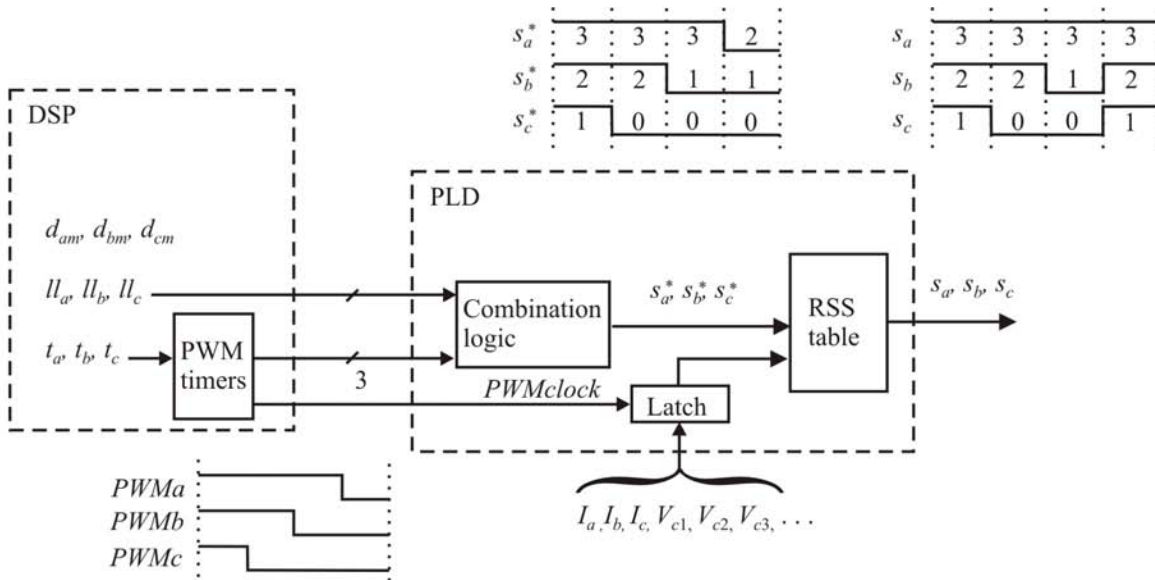 s_a^* 3 3 3 2
s_b^* 2 2 1 1
s_c^* 1 0 0 0
s_a 3 3 3 3
s_b 2 2 1 2
s_c 1 0 0 1
DSP
d_am, d_bm, d_cm
ll_a, ll_b, ll_c
t_a, t_b, t_c
PWM
timers
3
PLD
Combination
logic
s_a^*, s_b^*, s_c^*
PWMclock
Latch
RSS
table
s_a, s_b, s_c
I_a, I_b, I_c, V_c1, V_c2, V_c3, . . .
PWMa
PWMb
PWMc